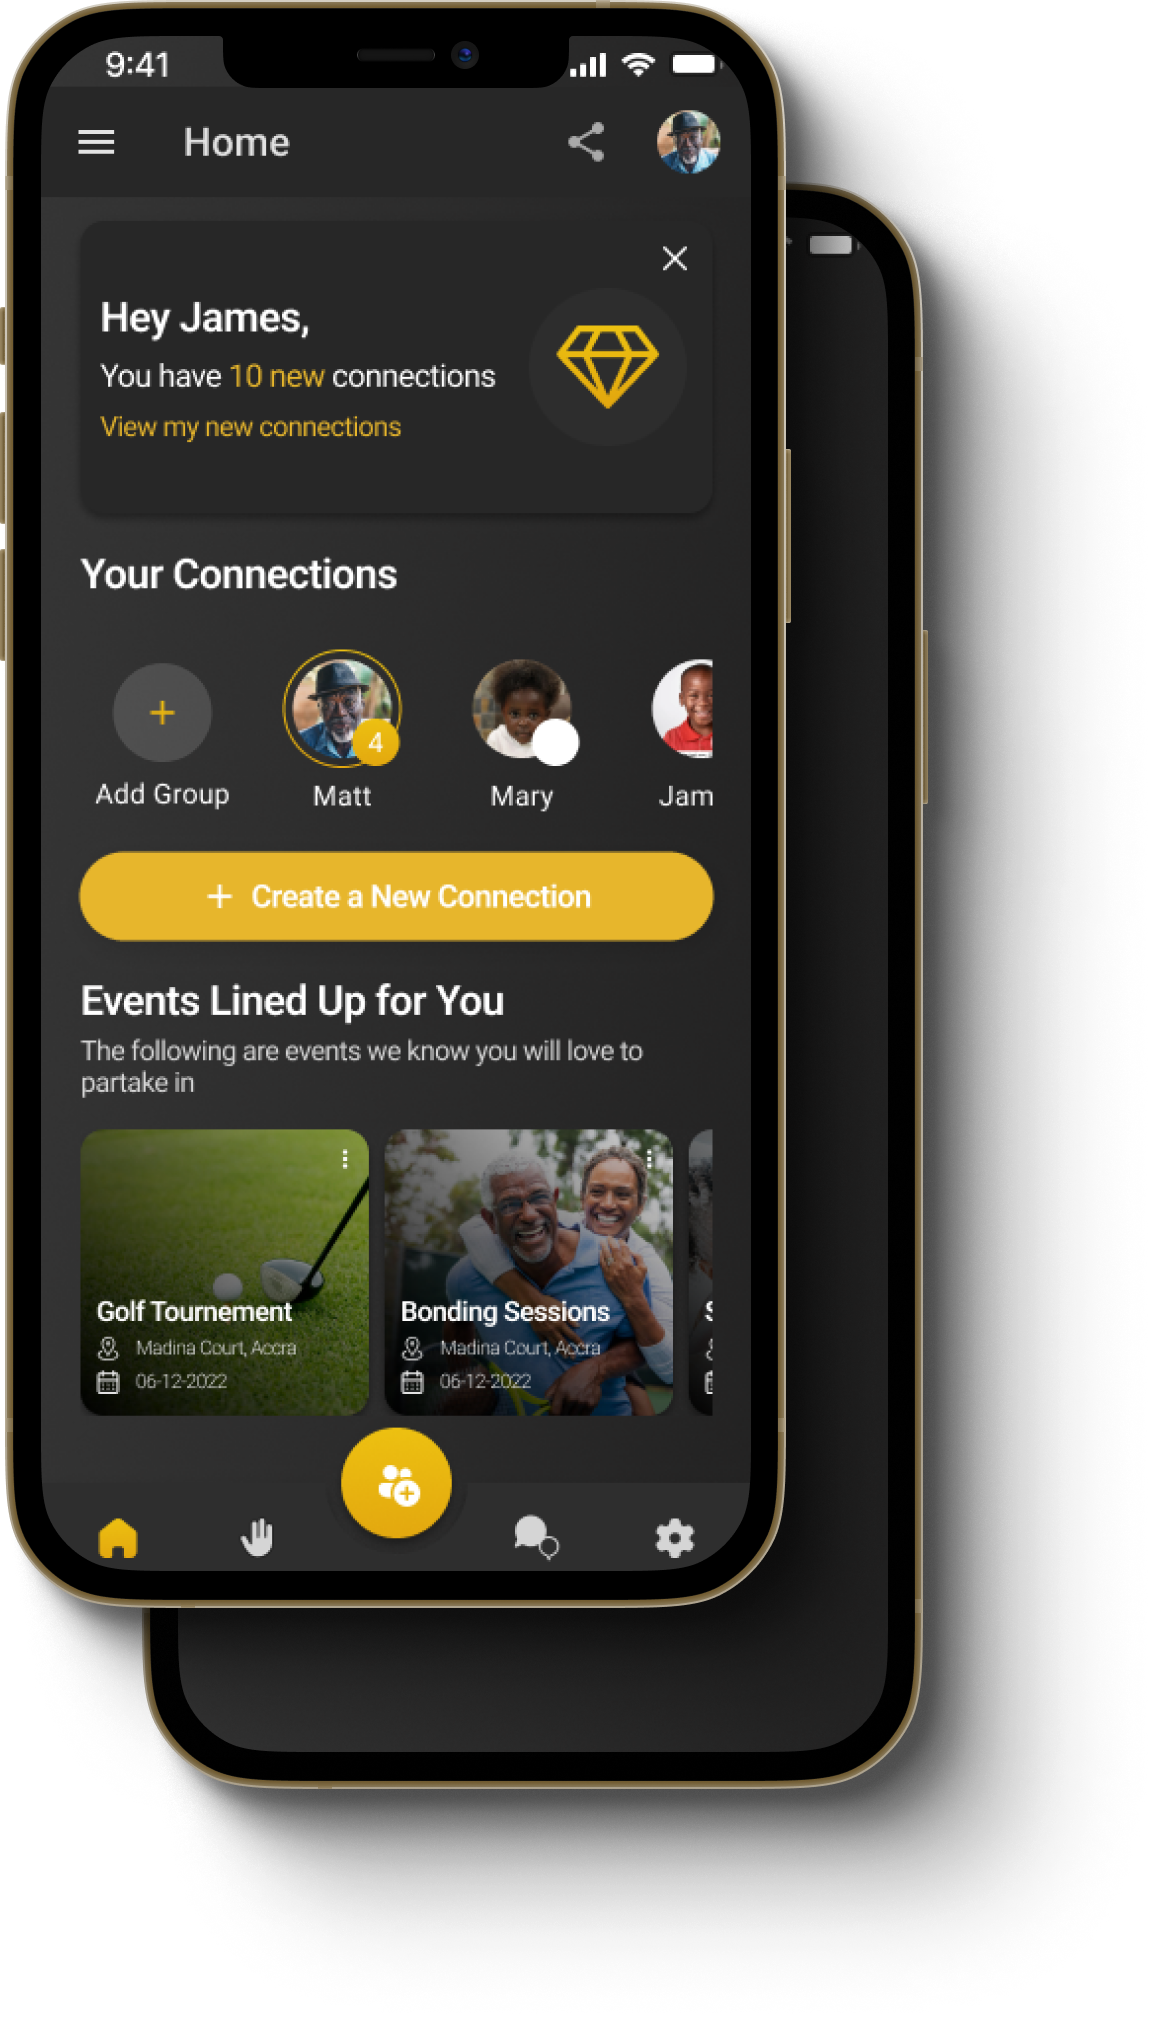 9:41
Home
Hey James,
You have 10 new connections
View my new connections
Your Connections
4
Add Group
Matt
Mary
Jam
+ Create a New Connection
Events Lined Up for You
The following are events we know you will love to
partake in
Golf Tournement
Madina Court, Accra
06-12-2022
Bonding Sessions
Madina Court, Accra
06-12-2022